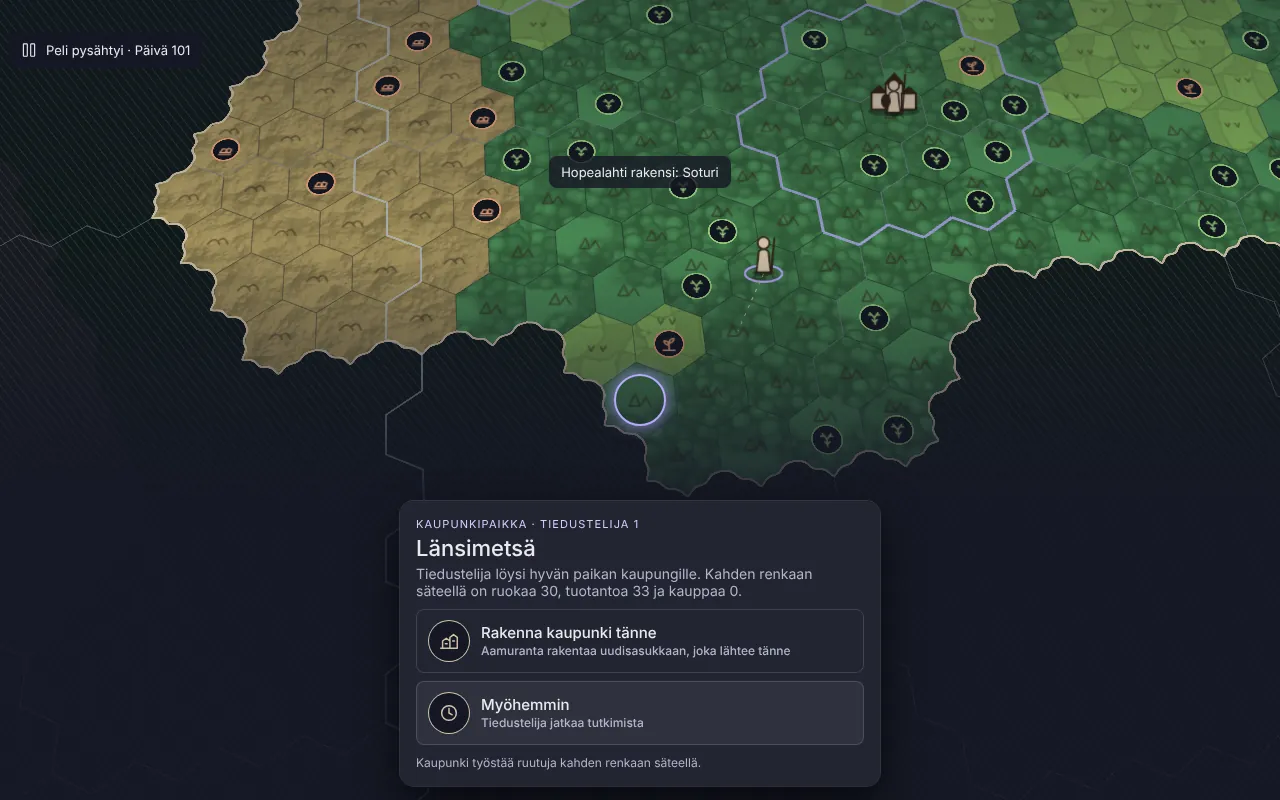 Peli pysähtyi · Päivä 101
Hopealahti rakensi: Soturi
KAUPUNKIPAIKKA · TIEDUSTELIJA 1
Länsimetsä
Tiedustelija löysi hyvän paikan kaupungille. Kahden renkaan
säteellä on ruokaa 30, tuotantoa 33 ja kauppaa 0.
Rakenna kaupunki tänne
Aamuranta rakentaa uudisasukkaan, joka lähtee tänne
Myöhemmin
Tiedustelija jatkaa tutkimista
Kaupunki työstää ruutuja kahden renkaan säteellä.